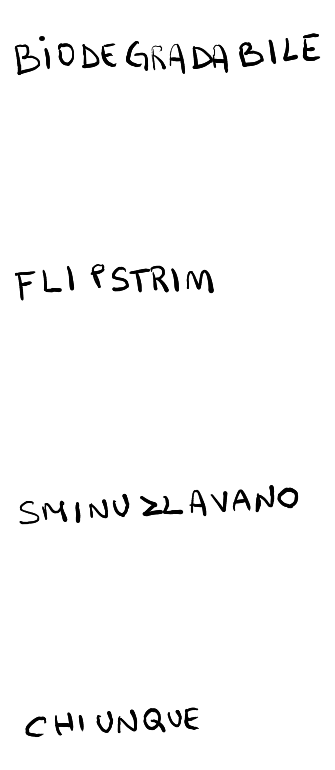 BIODEGRADABILE
FLIPSTRIM
SMINUZZAVANO
CHIUNQUE